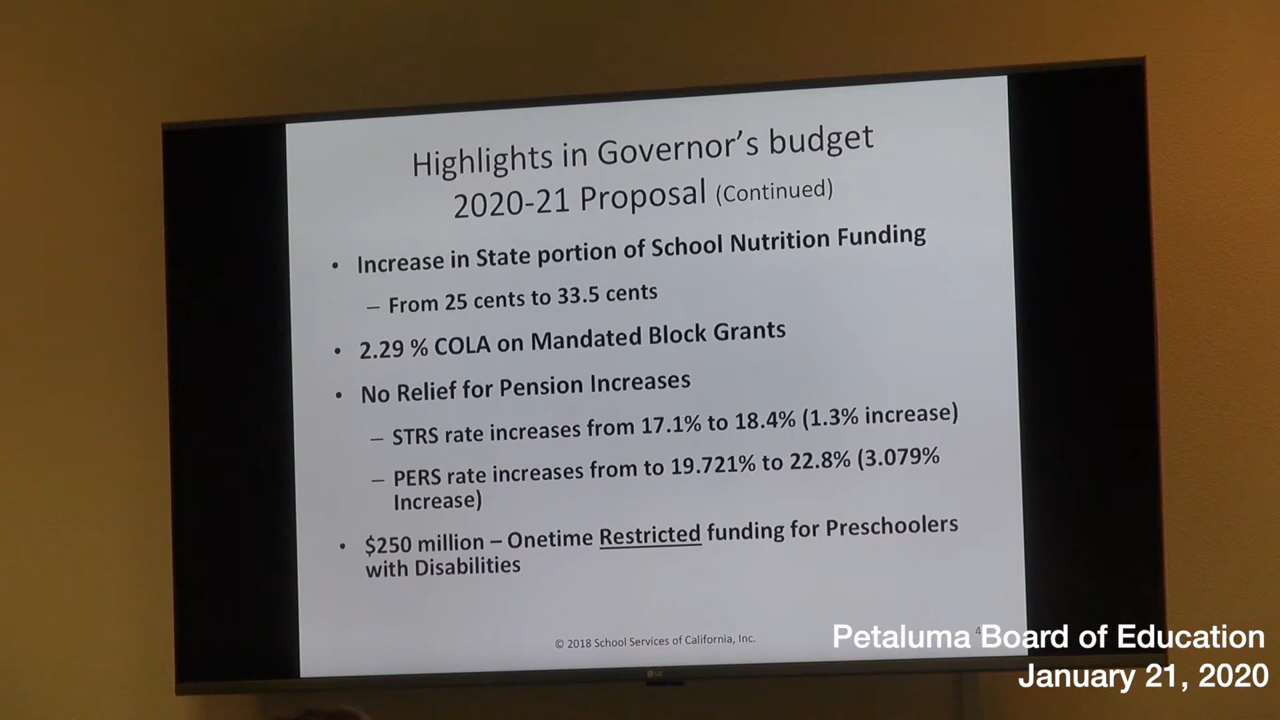 Highlights in Governor's budget
2020-21 Proposal (Continued)
• Increase in State portion of School Nutrition Funding
– From 25 cents to 33.5 cents
• 2.29 % COLA on Mandated Block Grants
• No Relief for Pension Increases
– STRS rate increases from 17.1% to 18.4% (1.3% increase)
– PERS rate increases from to 19.721% to 22.8% (3.079%
Increase)
• $250 million – Onetime Restricted funding for Preschoolers
with Disabilities
© 2018 School Services of California, Inc.
4
LG
Petaluma Board of Education
January 21, 2020